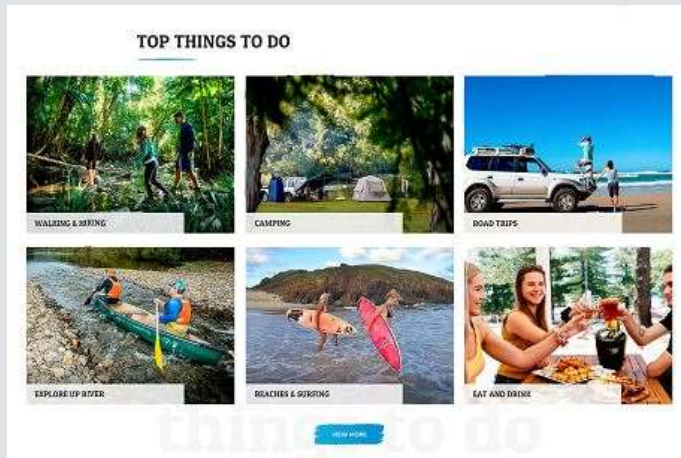 TOP THINGS TO DO
WALKING & HIKING
CAMPING
ROAD TRIPS
EXPLORE UP RIVER
BEACHES & SURFING
EAT AND DRINK
things to do
VIEW MORE